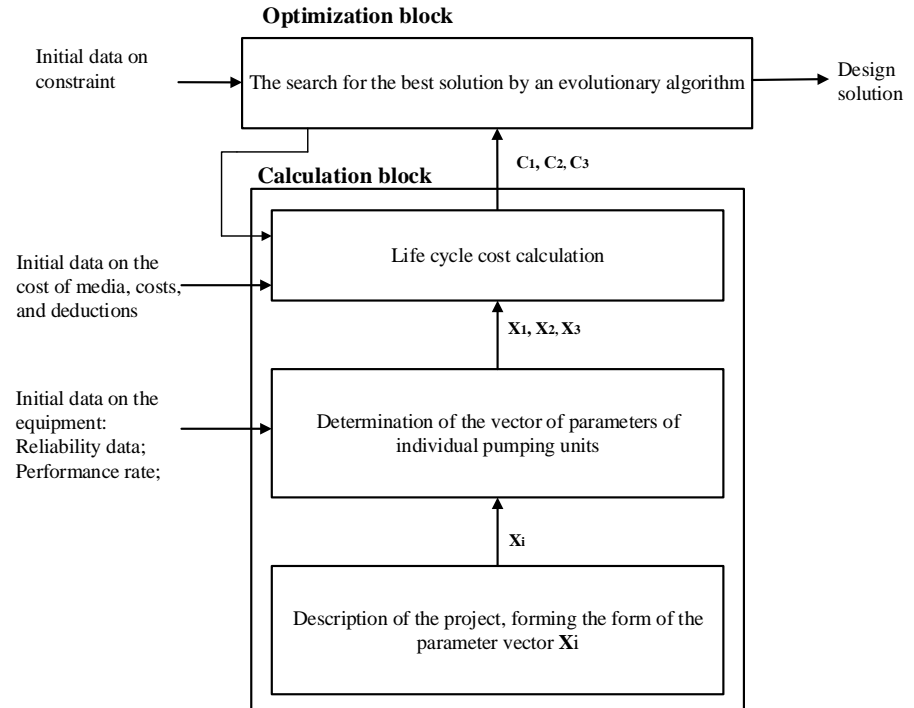 Optimization block
Initial data on
constraint
The search for the best solution by an evolutionary algorithm
Design
solution
C1, C2, C3
Calculation block
Life cycle cost calculation
Initial data on the
cost of media, costs,
and deductions
X1, X2, X3
Initial data on the
equipment:
Reliability data;
Performance rate;
Determination of the vector of parameters of
individual pumping units
Xi
Description of the project, forming the form of the
parameter vector Xi